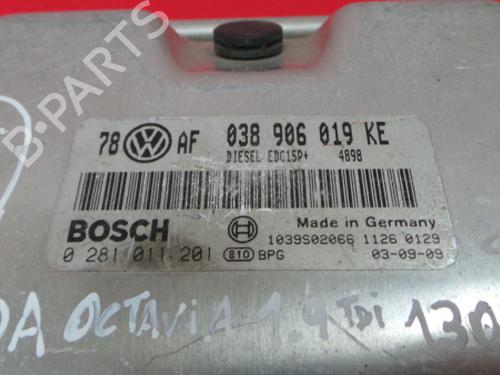 B-PARTS
78 AF 038 906 019 KE
DIESEL EDC15P+ 4898
BOSCH Made in Germany
1039S02066 1126 0129
0 281 011 201 810 BPG 03-09-09
DA OCTAVIA 1.9 TDI 130